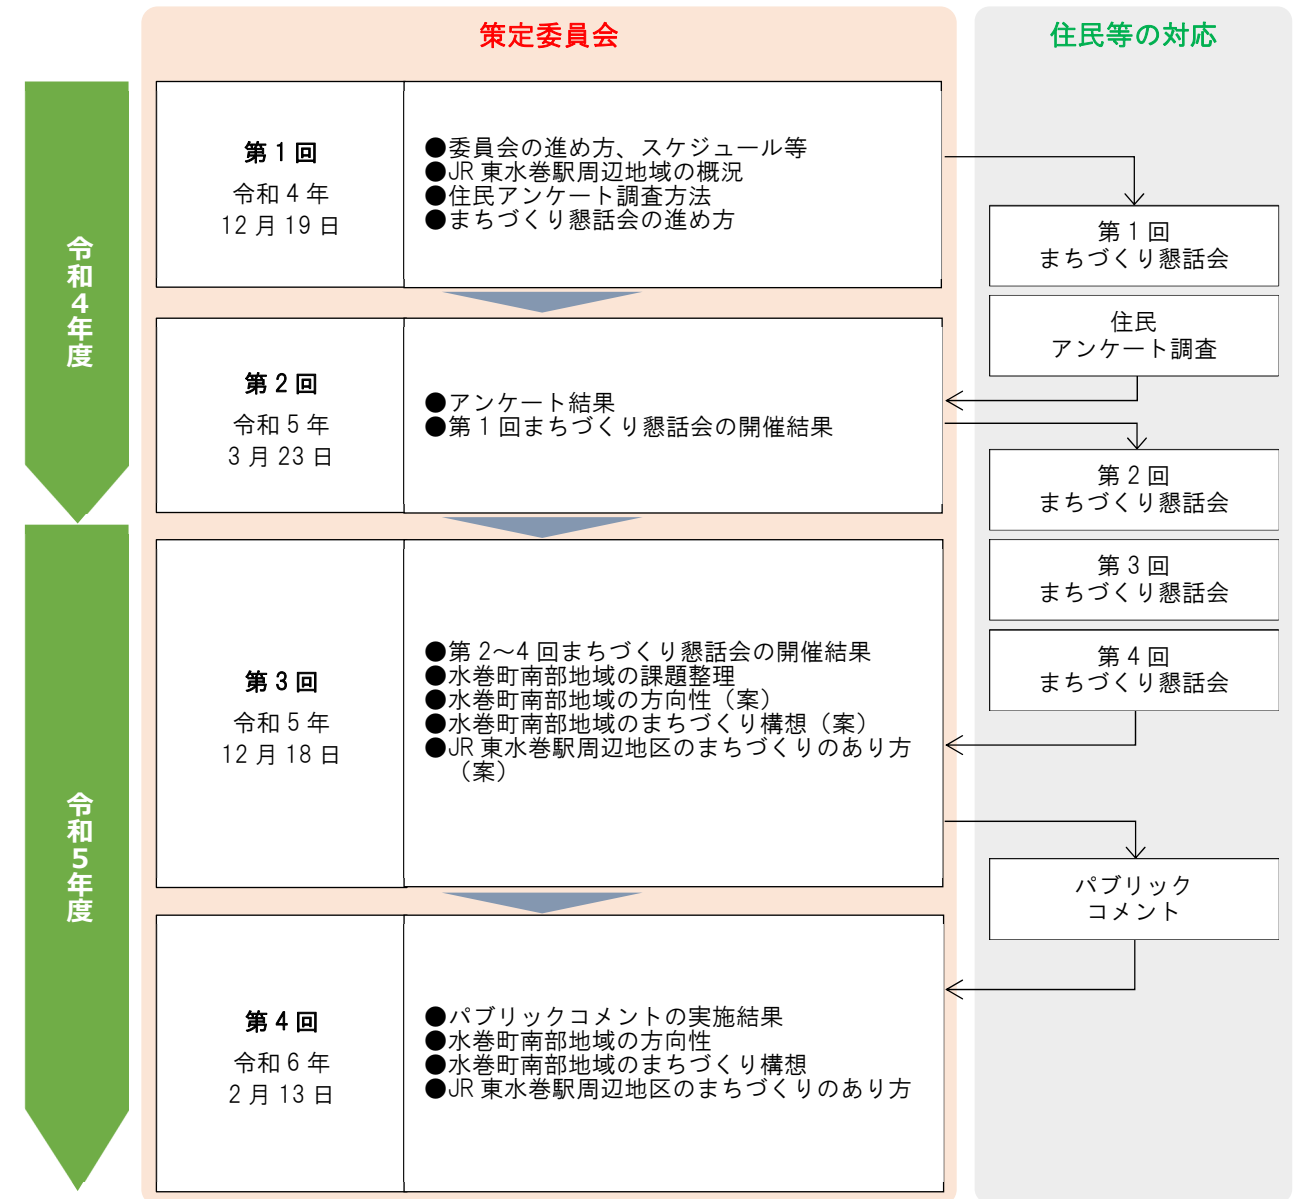 策定委員会
住民等の対応
令和4年度
第1回
令和4年
12月19日
●委員会の進め方、スケジュール等
●JR東水巻駅周辺地域の概況
●住民アンケート調査方法
●まちづくり懇話会の進め方
第1回
まちづくり懇話会
住民
アンケート調査
第2回
令和5年
3月23日
●アンケート結果
●第1回まちづくり懇話会の開催結果
第2回
まちづくり懇話会
第3回
まちづくり懇話会
第4回
まちづくり懇話会
令和5年度
第3回
令和5年
12月18日
●第2～4回まちづくり懇話会の開催結果
●水巻町南部地域の課題整理
●水巻町南部地域の方向性（案）
●水巻町南部地域のまちづくり構想（案）
●JR東水巻駅周辺地区のまちづくりのあり方
（案）
パブリック
コメント
第4回
令和6年
2月13日
●パブリックコメントの実施結果
●水巻町南部地域の方向性
●水巻町南部地域のまちづくり構想
●JR東水巻駅周辺地区のまちづくりのあり方